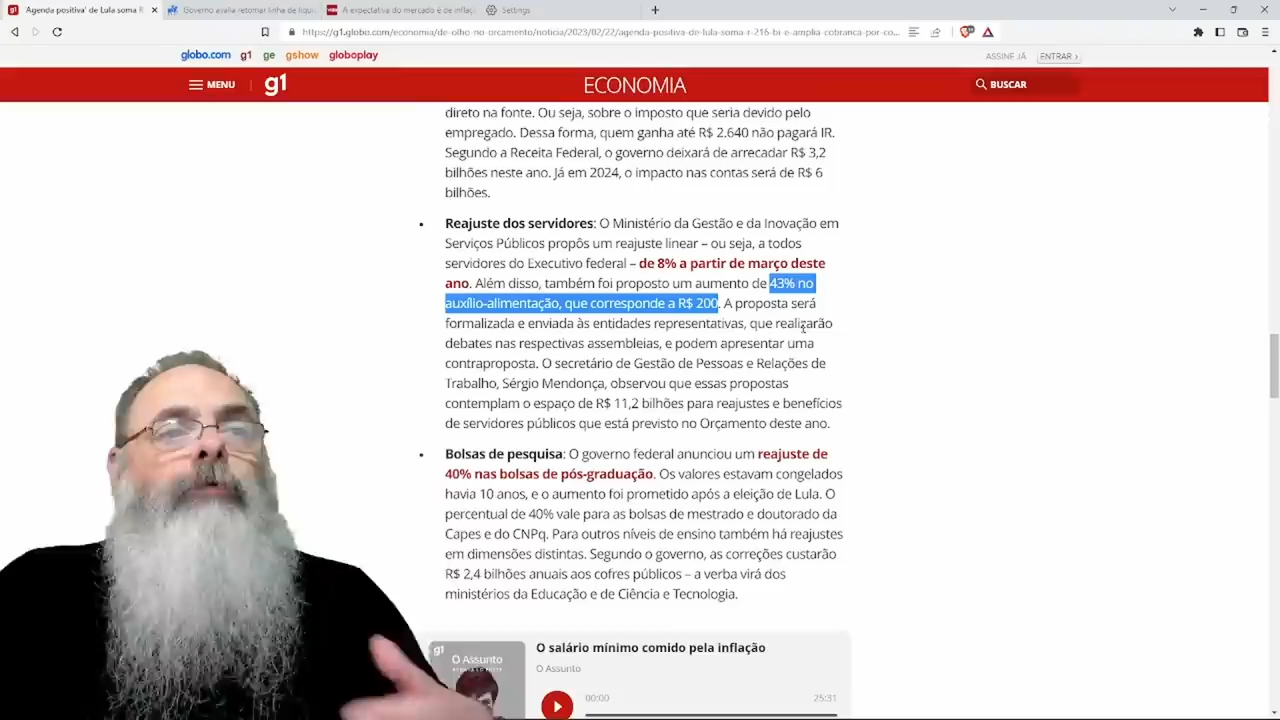 Agenda positiva' de Lula soma R
Governo avalia retomar linha de liqui
A expectativa do mercado é de inflaç
Settings
https://g1.globo.com/economia/de-olho-no-orcamento/noticia/2023/02/22/agenda-positiva-de-lula-soma-r-216-bi-e-amplia-cobranca-por-co...
globo.com g1 ge gshow globoplay
ASSINE JÁ ENTRAR ›
MENU g1 ECONOMIA BUSCAR
direto na fonte. Ou seja, sobre o imposto que seria devido pelo
empregado. Dessa forma, quem ganha até R$ 2.640 não pagará IR.
Segundo a Receita Federal, o governo deixará de arrecadar R$ 3,2
bilhões neste ano. Já em 2024, o impacto nas contas será de R$ 6
bilhões.
• Reajuste dos servidores: O Ministério da Gestão e da Inovação em
Serviços Públicos propôs um reajuste linear – ou seja, a todos
servidores do Executivo federal – de 8% a partir de março deste
ano. Além disso, também foi proposto um aumento de 43% no
auxílio-alimentação, que corresponde a R$ 200. A proposta será
formalizada e enviada às entidades representativas, que realizarão
debates nas respectivas assembleias, e podem apresentar uma
contraproposta. O secretário de Gestão de Pessoas e Relações de
Trabalho, Sérgio Mendonça, observou que essas propostas
contemplam o espaço de R$ 11,2 bilhões para reajustes e benefícios
de servidores públicos que está previsto no Orçamento deste ano.
• Bolsas de pesquisa: O governo federal anunciou um reajuste de
40% nas bolsas de pós-graduação. Os valores estavam congelados
havia 10 anos, e o aumento foi prometido após a eleição de Lula. O
percentual de 40% vale para as bolsas de mestrado e doutorado da
Capes e do CNPq. Para outros níveis de ensino também há reajustes
em dimensões distintas. Segundo o governo, as correções custarão
R$ 2,4 bilhões anuais aos cofres públicos – a verba virá dos
ministérios da Educação e de Ciência e Tecnologia.
g1
O Assunto
O salário mínimo comido pela inflação
O Assunto
00:00 25:31